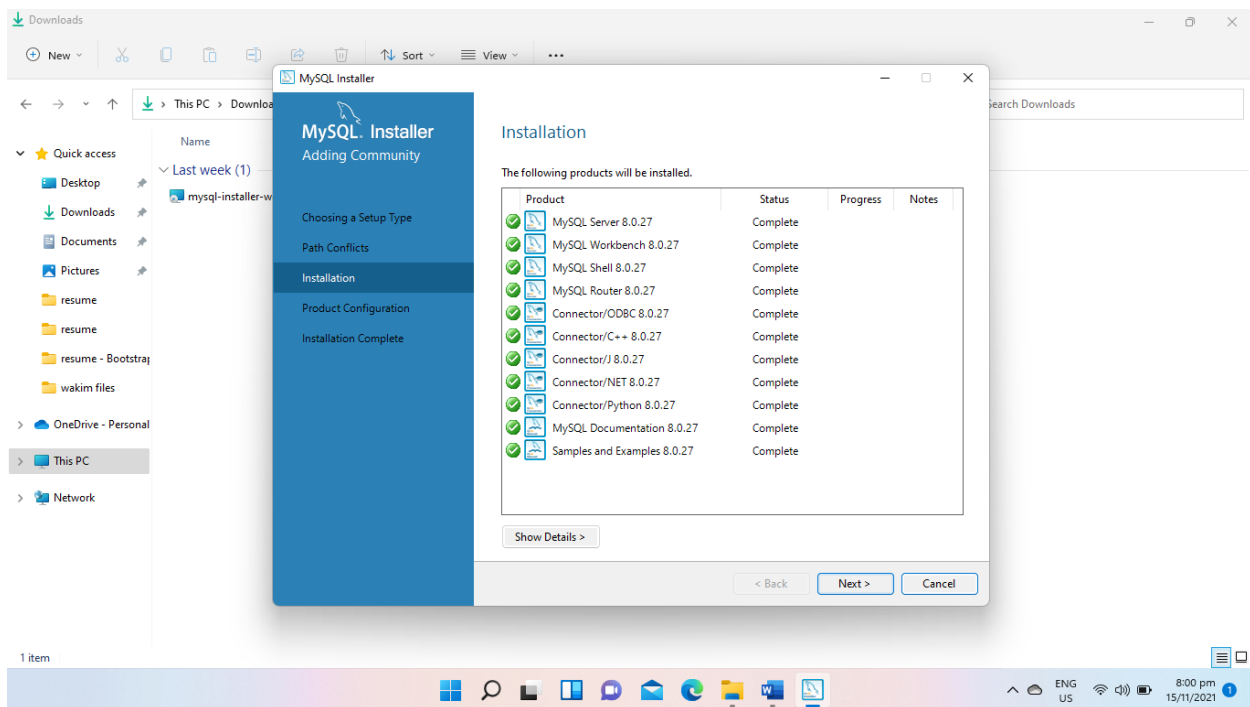 Downloads
New
Sort
View
MySQL Installer
This PC > Downloa
Search Downloads
Quick access
Desktop
Downloads
Documents
Pictures
resume
resume
resume - Bootstrap
wakim files
OneDrive - Personal
This PC
Network
Name
Last week (1)
mysql-installer-w
MySQL. Installer
Adding Community
Choosing a Setup Type
Path Conflicts
Installation
Product Configuration
Installation Complete
Installation
The following products will be installed.
Product Status Progress Notes
MySQL Server 8.0.27 Complete
MySQL Workbench 8.0.27 Complete
MySQL Shell 8.0.27 Complete
MySQL Router 8.0.27 Complete
Connector/ODBC 8.0.27 Complete
Connector/C++ 8.0.27 Complete
Connector/J 8.0.27 Complete
Connector/NET 8.0.27 Complete
Connector/Python 8.0.27 Complete
MySQL Documentation 8.0.27 Complete
Samples and Examples 8.0.27 Complete
Show Details >
< Back Next > Cancel
1 item
ENG
US
8:00 pm
15/11/2021
1